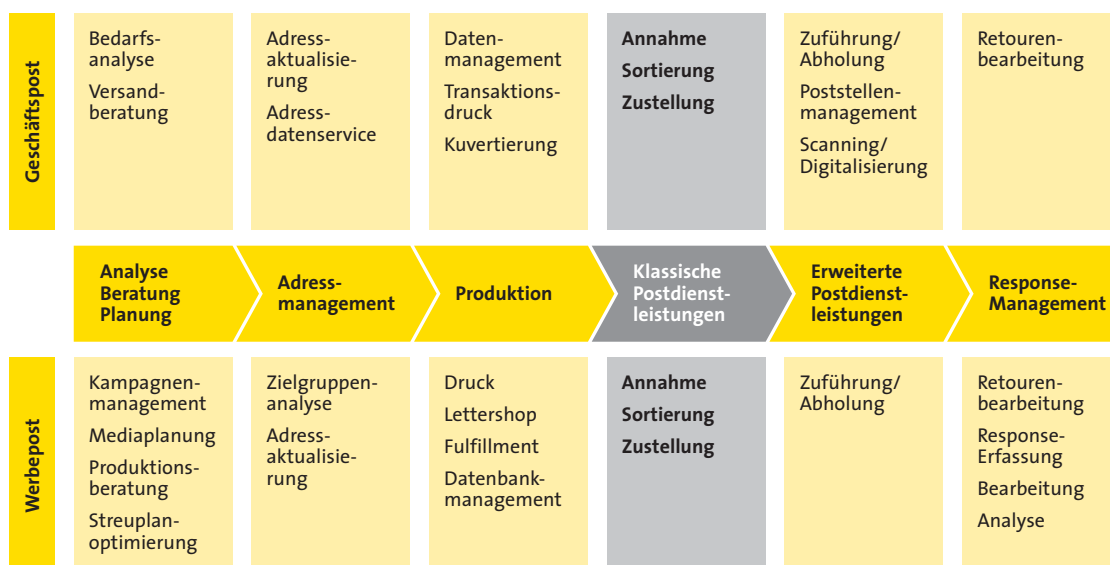 Geschäftspost
Bedarfs-
analyse
Versand-
beratung
Adress-
aktualisie-
rung
Adress-
datenservice
Daten-
management
Transaktions-
druck
Kuvertierung
Annahme
Sortierung
Zustellung
Zuführung/
Abholung
Poststellen-
management
Scanning/
Digitalisierung
Retouren-
bearbeitung
Analyse
Beratung
Planung
Adress-
management
Produktion
Klassische
Postdienst-
leistungen
Erweiterte
Postdienst-
leistungen
Response-
Management
Werbepost
Kampagnen-
management
Mediaplanung
Produktions-
beratung
Streuplan-
optimierung
Zielgruppen-
analyse
Adress-
aktualisie-
rung
Druck
Lettershop
Fulfillment
Datenbank-
management
Annahme
Sortierung
Zustellung
Zuführung/
Abholung
Retouren-
bearbeitung
Response-
Erfassung
Bearbeitung
Analyse